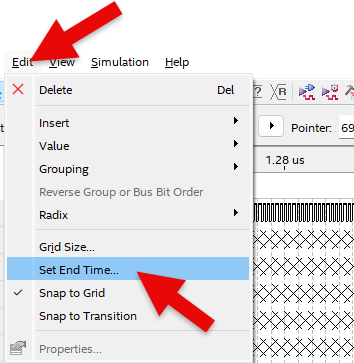 Edit View Simulation Help
Delete Del
Insert
Value
Pointer: 69
Grouping
1.28 us
Reverse Group or Bus Bit Order
Radix
Grid Size...
Set End Time...
Snap to Grid
Snap to Transition
Properties...